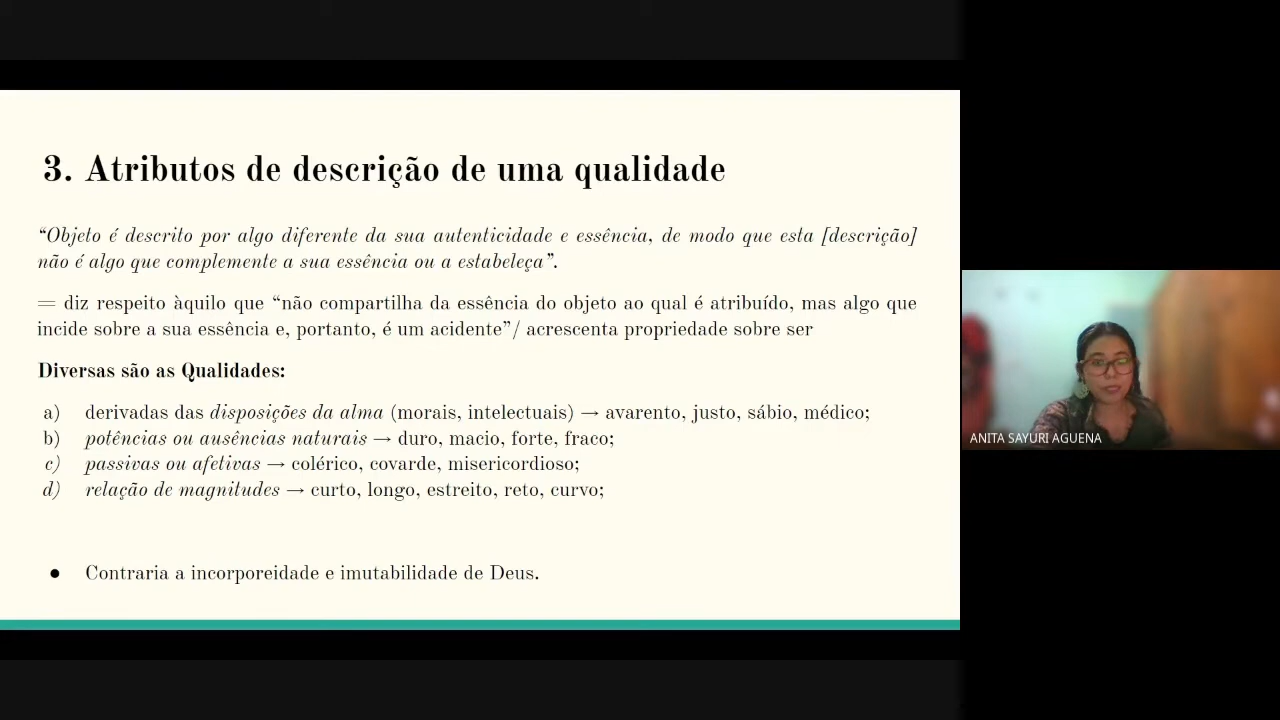 3. Atributos de descrição de uma qualidade
“Objeto é descrito por algo diferente da sua autenticidade e essência, de modo que esta [descrição]
não é algo que complemente a sua essência ou a estabeleça”.
= diz respeito àquilo que “não compartilha da essência do objeto ao qual é atribuído, mas algo que
incide sobre a sua essência e, portanto, é um acidente”/ acrescenta propriedade sobre ser
Diversas são as Qualidades:
a) derivadas das disposições da alma (morais, intelectuais) → avarento, justo, sábio, médico;
b) potências ou ausências naturais → duro, macio, forte, fraco;
c) passivas ou afetivas → colérico, covarde, misericordioso;
d) relação de magnitudes → curto, longo, estreito, reto, curvo;
● Contraria a incorporeidade e imutabilidade de Deus.
ANITA SAYURI AGUENA